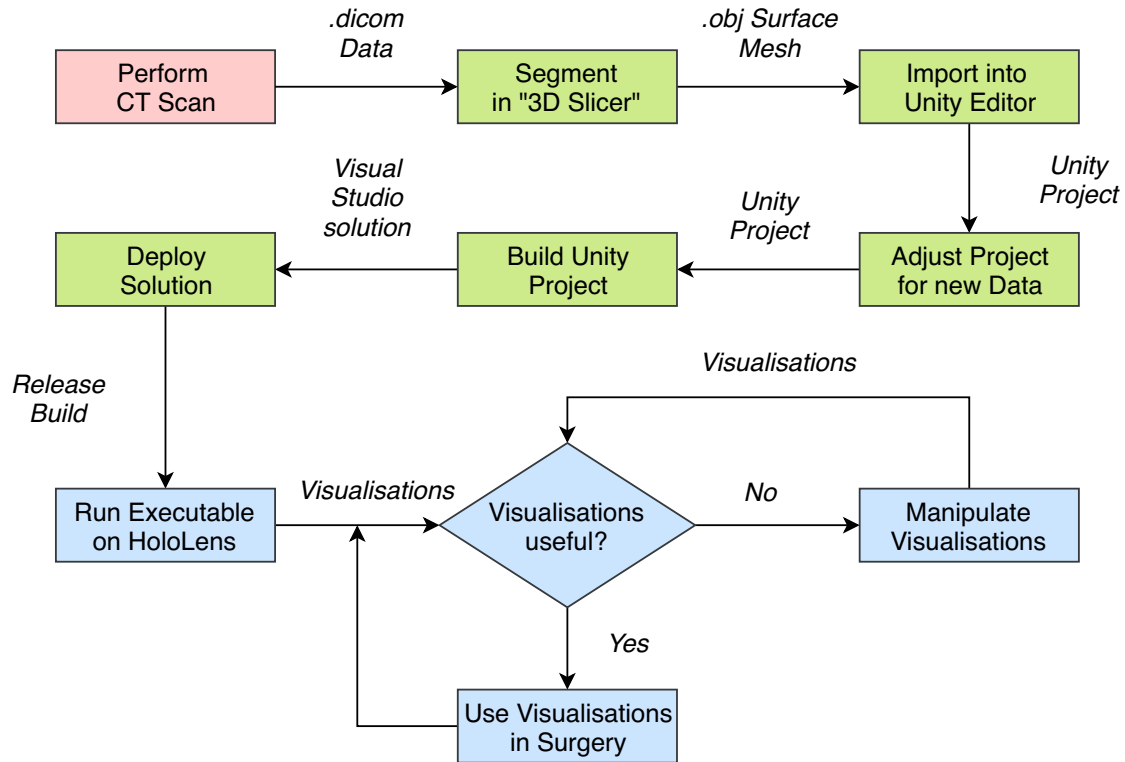 .dicom
Data
.obj Surface
Mesh
Perform
CT Scan
Segment
in "3D Slicer"
Import into
Unity Editor
Visual
Studio
solution
Unity
Project
Unity
Project
Deploy
Solution
Build Unity
Project
Adjust Project
for new Data
Release
Build
Visualisations
Run Executable
on HoloLens
Visualisations
Visualisations
useful?
No
Manipulate
Visualisations
Yes
Use Visualisations
in Surgery